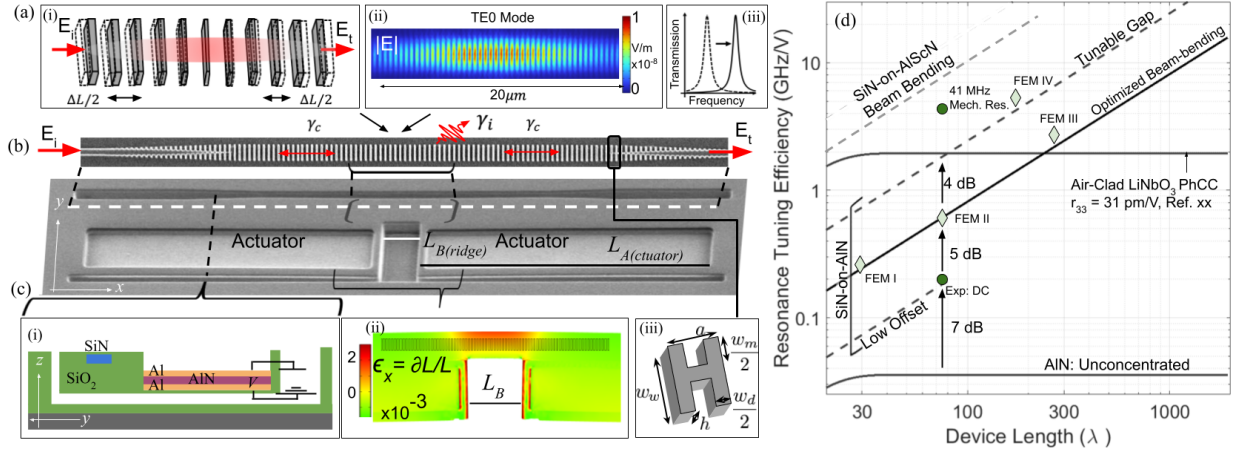 (a)
(i)
E_i
E_t
ΔL/2
ΔL/2
(ii)
TE0 Mode
|E|
1
V/m
x10⁻⁸
0
20μm
(iii)
Transmission
Frequency
(b)
E_i
γ_c
γ_i
γ_c
E_t
y
x
Actuator
L_B(ridge)
Actuator
L_A(ctuator)
(c)
(i)
SiN
SiO₂
Al
AlN
Al
V
z
y
(ii)
2
0
x10⁻³
ϵ_x = ∂L/L
L_B
(iii)
a
w_m/2
w_w
w_d/2
h
(d)
Resonance Tuning Efficiency (GHz/V)
10
1
0.1
SiN-on-AlScN
Beam Bending
Tunable Gap
41 MHz
Mech. Res.
FEM IV
Optimized Beam-bending
FEM III
Air-Clad LiNbO₃ PhCC
r₃₃ = 31 pm/V, Ref. xx
4 dB
FEM II
5 dB
SiN-on-AlN
FEM I
Exp: DC
Low Offset
7 dB
AlN: Unconcentrated
30
100
300
1000
Device Length (λ)